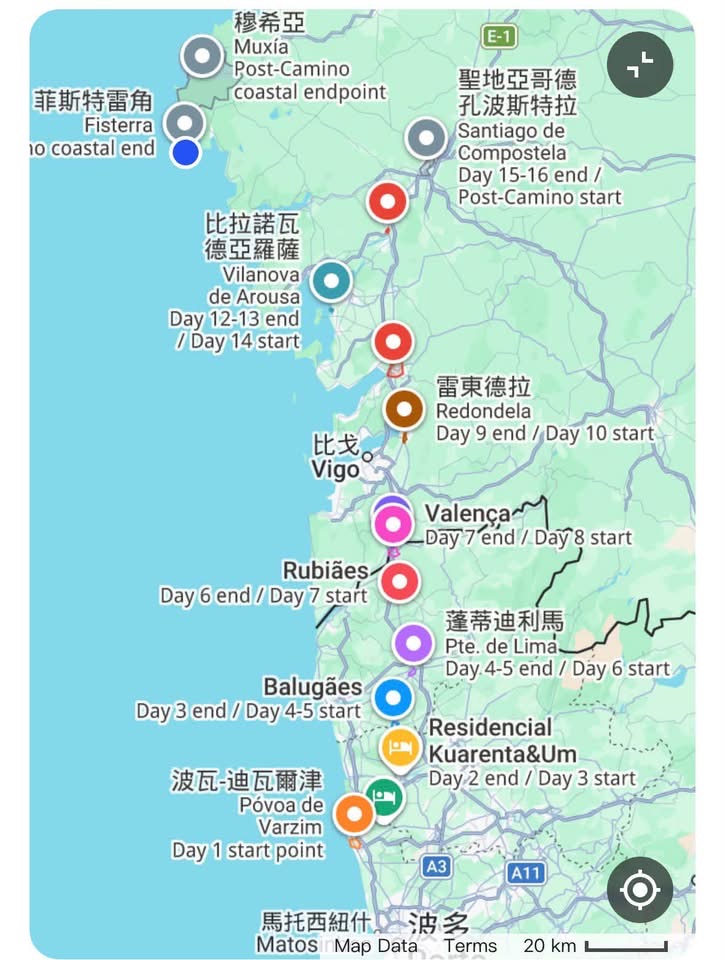 穆希亞
Muxía
Post-Camino
coastal endpoint
E-1
菲斯特雷角
Fisterra
no coastal end
聖地亞哥德
孔波斯特拉
Santiago de
Compostela
Day 15-16 end /
Post-Camino start
比拉諾瓦
德亞羅薩
Vilanova
de Arousa
Day 12-13 end
/ Day 14 start
雷東德拉
Redondela
Day 9 end / Day 10 start
比戈
Vigo
Valença
Day 7 end / Day 8 start
Rubiães
Day 6 end / Day 7 start
蓬蒂迪利馬
Pte. de Lima
Day 4-5 end / Day 6 start
Balugães
Day 3 end / Day 4-5 start
Residencial
Kuarenta&Um
Day 2 end / Day 3 start
波瓦-迪瓦爾津
Póvoa de
Varzim
Day 1 start point
A3
A11
馬托西紐什
Matos
波多
Map Data
Terms
20 km